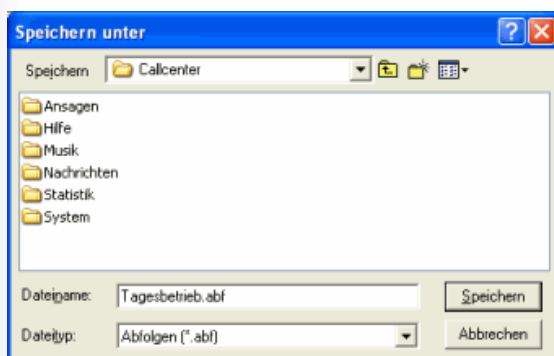 Speichern unter
Speichern Callcenter
Ansagen
Hilfe
Musik
Nachrichten
Statistik
System
Dateiname: Tagesbetrieb.abf Speichern
Dateityp: Abfolgen (*.abf) Abbrechen